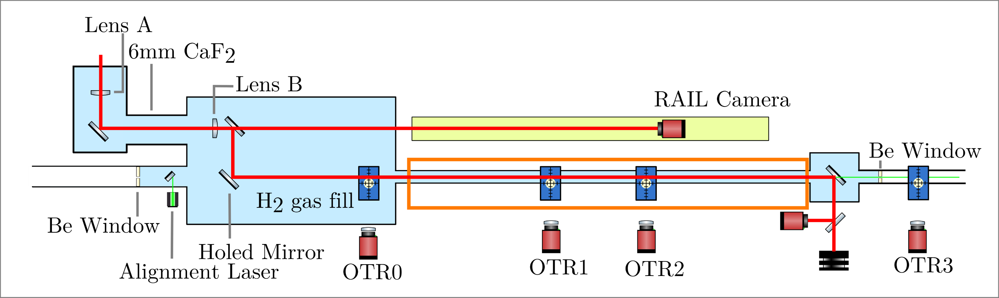 Lens A
6mm CaF2
Lens B
RAIL Camera
Be Window
H2 gas fill
Be Window
Holed Mirror
Alignment Laser
OTR0
OTR1
OTR2
OTR3